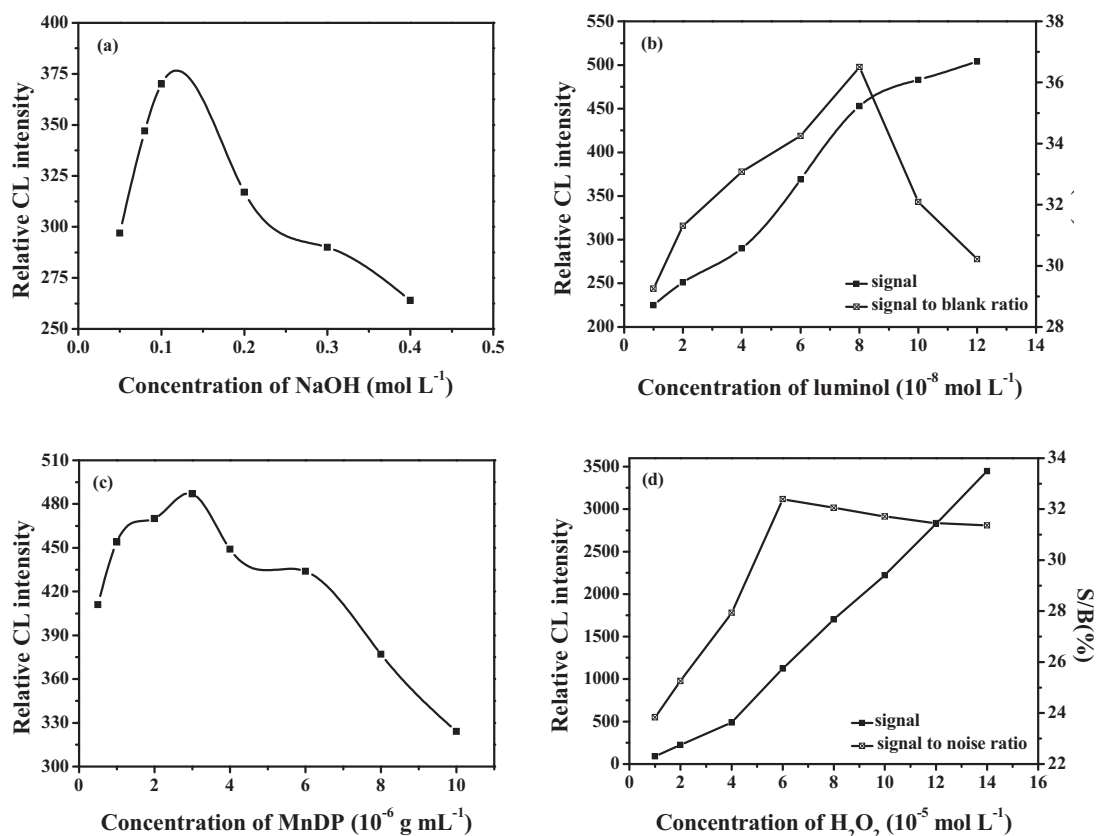 (a)
400
375
350
325
300
275
250
Relative CL intensity
0.0 0.1 0.2 0.3 0.4 0.5
Concentration of NaOH (mol L⁻¹)
(b)
550
500
450
400
350
300
250
200
Relative CL intensity
38
36
34
32
30
28
signal
signal to blank ratio
0 2 4 6 8 10 12 14
Concentration of luminol (10⁻⁸ mol L⁻¹)
(c)
510
480
450
420
390
360
330
300
Relative CL intensity
0 2 4 6 8 10
Concentration of MnDP (10⁻⁶ g mL⁻¹)
(d)
3500
3000
2500
2000
1500
1000
500
0
Relative CL intensity
34
32
30
28
26
24
22
S/B(%)
signal
signal to noise ratio
0 2 4 6 8 10 12 14 16
Concentration of H₂O₂ (10⁻⁵ mol L⁻¹)